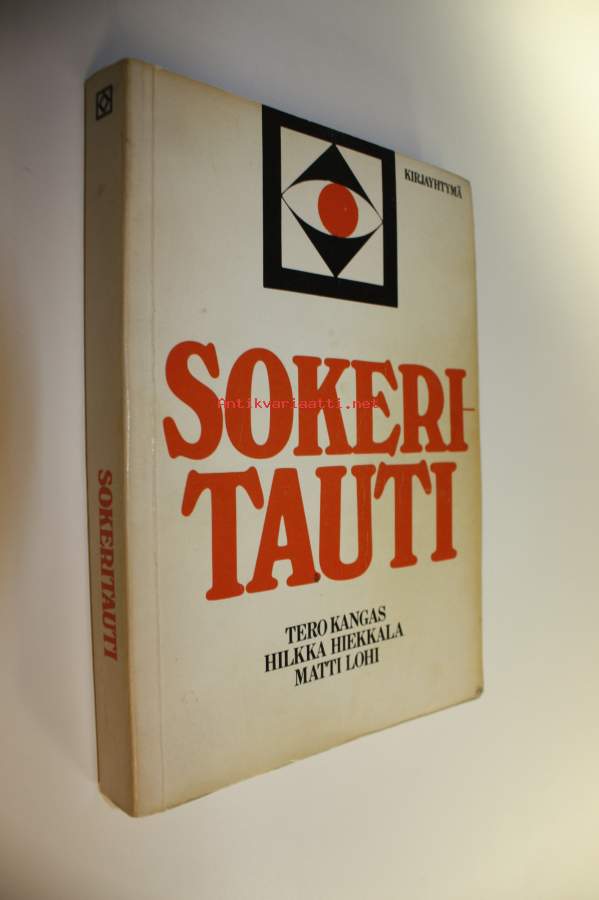 KIRJAYHTYMÄ
SOKERI-
Antikvariaatti.net
TAUTI
TERO KANGAS
HILKKA HIEKKALA
MATTI LOHI
SOKERITAUTI